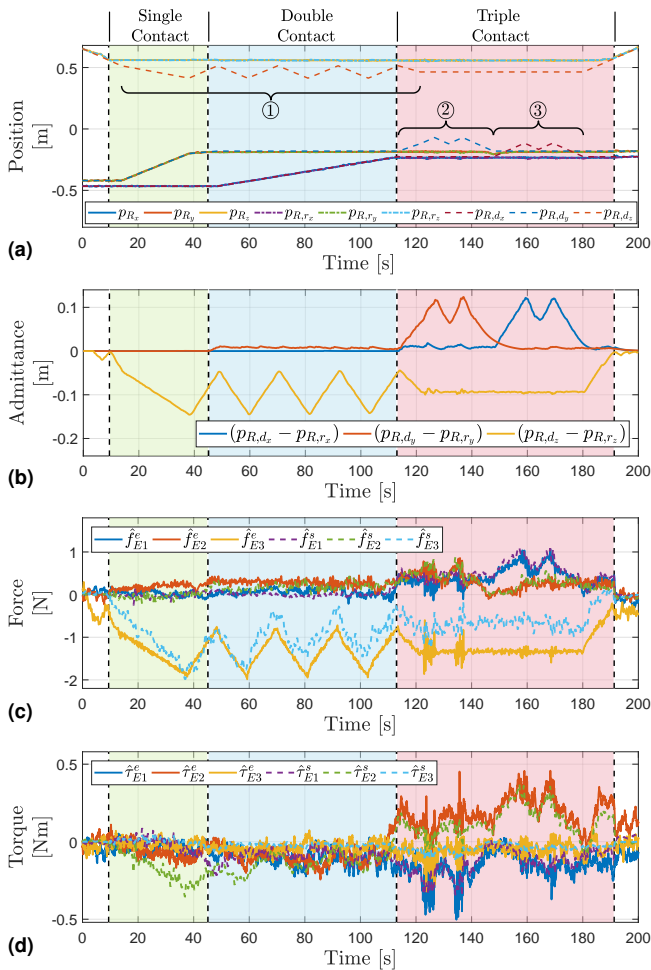 Single Contact
Double Contact
Triple Contact
0.5
0
-0.5
Position [m]
① ② ③
p_{R_x} p_{R_y} p_{R_z} p_{R,r_x} p_{R,r_y} p_{R,r_z} p_{R,d_x} p_{R,d_y} p_{R,d_z}
0 20 40 60 80 100 120 140 160 180 200
(a)
Time [s]
0.1
0
-0.1
-0.2
Admittance [m]
(p_{R,d_x} − p_{R,r_x}) (p_{R,d_y} − p_{R,r_y}) (p_{R,d_z} − p_{R,r_z})
0 20 40 60 80 100 120 140 160 180 200
(b)
Time [s]
\hat{f}^e_{E1} \hat{f}^e_{E2} \hat{f}^e_{E3} \hat{f}^s_{E1} \hat{f}^s_{E2} \hat{f}^s_{E3}
1
0
-1
-2
Force [N]
0 20 40 60 80 100 120 140 160 180 200
(c)
Time [s]
\hat{τ}^e_{E1} \hat{τ}^e_{E2} \hat{τ}^e_{E3} \hat{τ}^s_{E1} \hat{τ}^s_{E2} \hat{τ}^s_{E3}
0.5
0
-0.5
Torque [Nm]
0 20 40 60 80 100 120 140 160 180 200
(d)
Time [s]